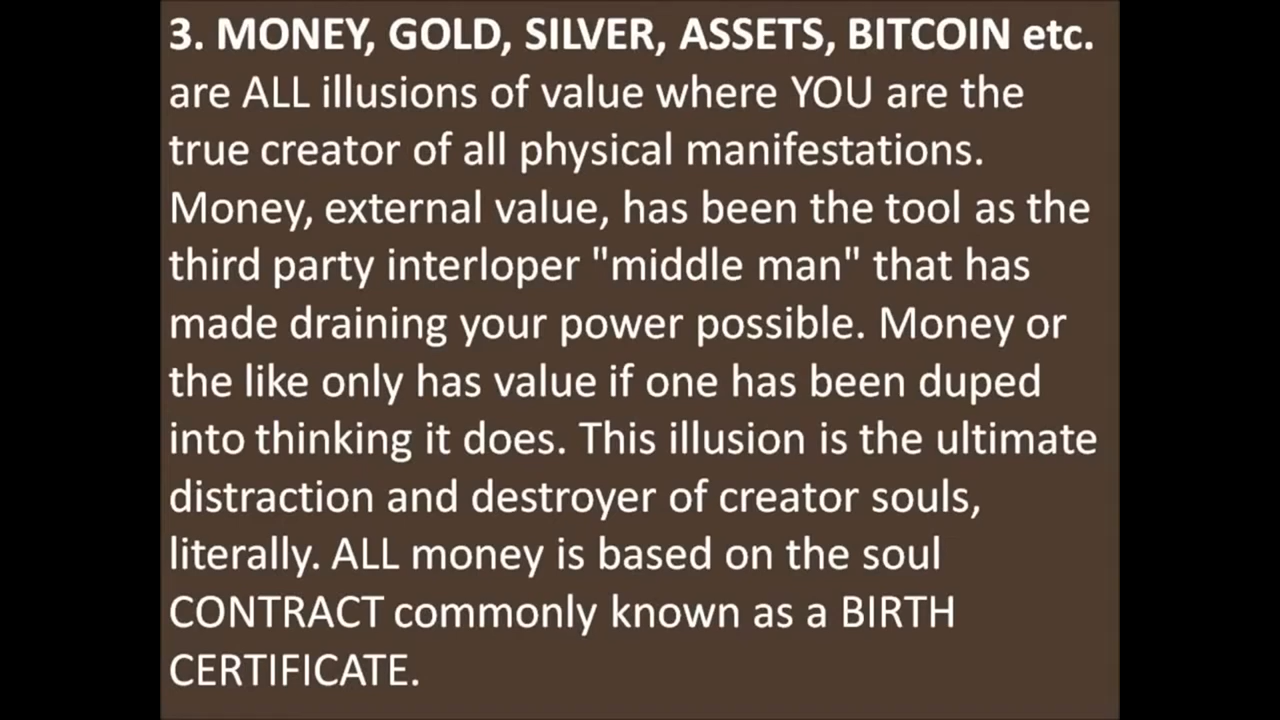 3. MONEY, GOLD, SILVER, ASSETS, BITCOIN etc.
are ALL illusions of value where YOU are the
true creator of all physical manifestations.
Money, external value, has been the tool as the
third party interloper "middle man" that has
made draining your power possible. Money or
the like only has value if one has been duped
into thinking it does. This illusion is the ultimate
distraction and destroyer of creator souls,
literally. ALL money is based on the soul
CONTRACT commonly known as a BIRTH
CERTIFICATE.